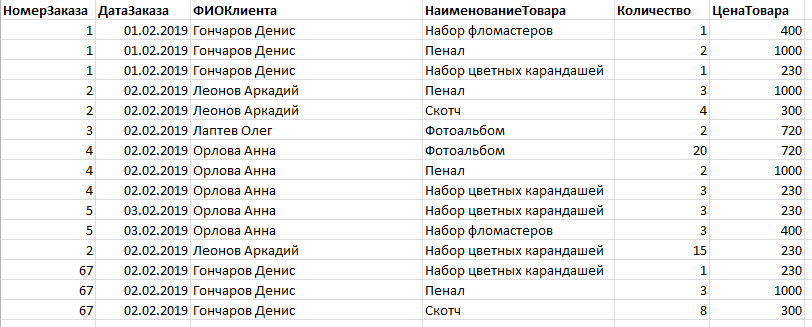 НомерЗаказа ДатаЗаказа ФИОКлиента НаименованиеТовара Количество ЦенаТовара
1 01.02.2019 Гончаров Денис Набор фломастеров 1 400
1 01.02.2019 Гончаров Денис Пенал 2 1000
1 01.02.2019 Гончаров Денис Набор цветных карандашей 1 230
2 02.02.2019 Леонов Аркадий Пенал 3 1000
2 02.02.2019 Леонов Аркадий Скотч 4 300
3 02.02.2019 Лаптев Олег Фотоальбом 2 720
4 02.02.2019 Орлова Анна Фотоальбом 20 720
4 02.02.2019 Орлова Анна Пенал 2 1000
4 02.02.2019 Орлова Анна Набор цветных карандашей 3 230
5 03.02.2019 Орлова Анна Набор цветных карандашей 3 230
5 03.02.2019 Орлова Анна Набор фломастеров 3 400
2 02.02.2019 Леонов Аркадий Набор цветных карандашей 15 230
67 02.02.2019 Гончаров Денис Набор цветных карандашей 1 230
67 02.02.2019 Гончаров Денис Пенал 3 1000
67 02.02.2019 Гончаров Денис Скотч 8 300